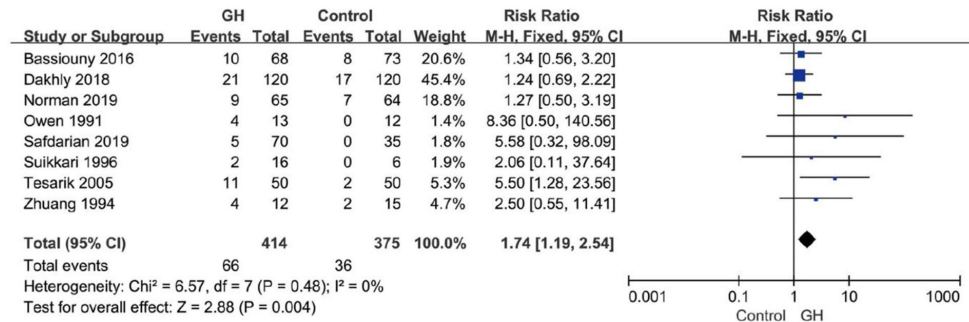 GH Control Risk Ratio Risk Ratio
Study or Subgroup Events Total Events Total Weight M-H, Fixed, 95% CI M-H, Fixed, 95% CI
Bassiouny 2016 10 68 8 73 20.6% 1.34 [0.56, 3.20]
Dakhly 2018 21 120 17 120 45.4% 1.24 [0.69, 2.22]
Norman 2019 9 65 7 64 18.8% 1.27 [0.50, 3.19]
Owen 1991 4 13 0 12 1.4% 8.36 [0.50, 140.56]
Safdarian 2019 5 70 0 35 1.8% 5.58 [0.32, 98.09]
Suikkari 1996 2 16 0 6 1.9% 2.06 [0.11, 37.64]
Tesarik 2005 11 50 2 50 5.3% 5.50 [1.28, 23.56]
Zhuang 1994 4 12 2 15 4.7% 2.50 [0.55, 11.41]
Total (95% CI) 414 375 100.0% 1.74 [1.19, 2.54]
Total events 66 36
Heterogeneity: Chi² = 6.57, df = 7 (P = 0.48); I² = 0%
Test for overall effect: Z = 2.88 (P = 0.004)
0.001 0.1 1 10 1000
Control GH